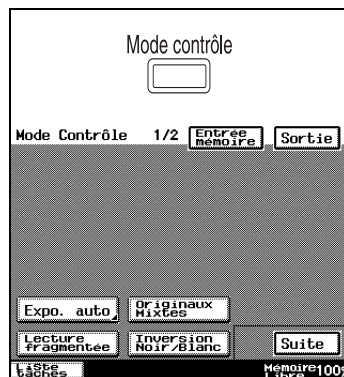 Mode contrôle
Mode Contrôle 1/2 Entrée mémoire Sortie
Expo. auto Originaux Mixtes
Lecture fragmentée Inversion Noir/Blanc Suite
Liste tâches Mémoire Libre 100%